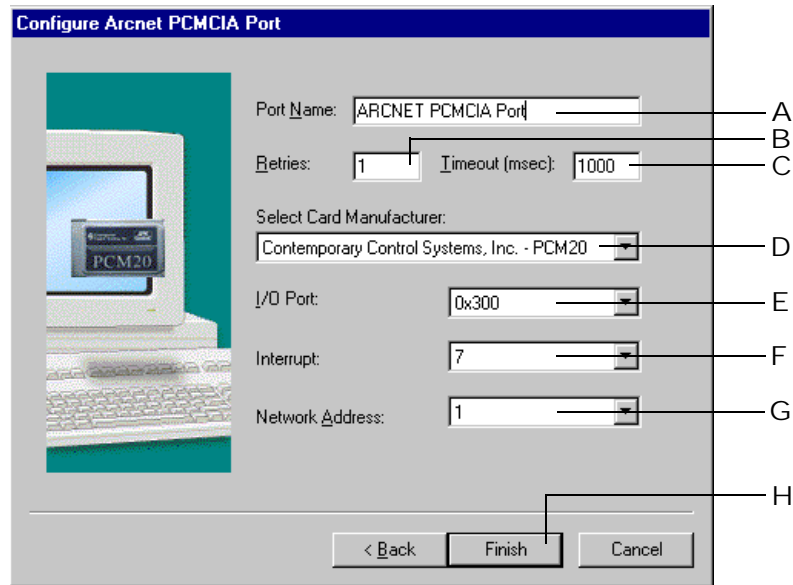 Configure Arcnet PCMCIA Port
Port Name: ARCNET PCMCIA Port
A
B
Retries: 1 Timeout (msec): 1000
C
Select Card Manufacturer:
Contemporary Control Systems, Inc. - PCM20
D
PCM20
I/O Port: 0x300
E
Interrupt: 7
F
Network Address: 1
G
H
< Back Finish Cancel